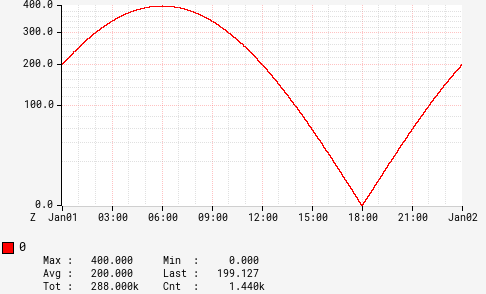 400.0
300.0
200.0
100.0
0.0
Z Jan01 03:00 06:00 09:00 12:00 15:00 18:00 21:00 Jan02
0
Max : 400.000 Min : 0.000
Avg : 200.000 Last : 199.127
Tot : 288.000k Cnt : 1.440k